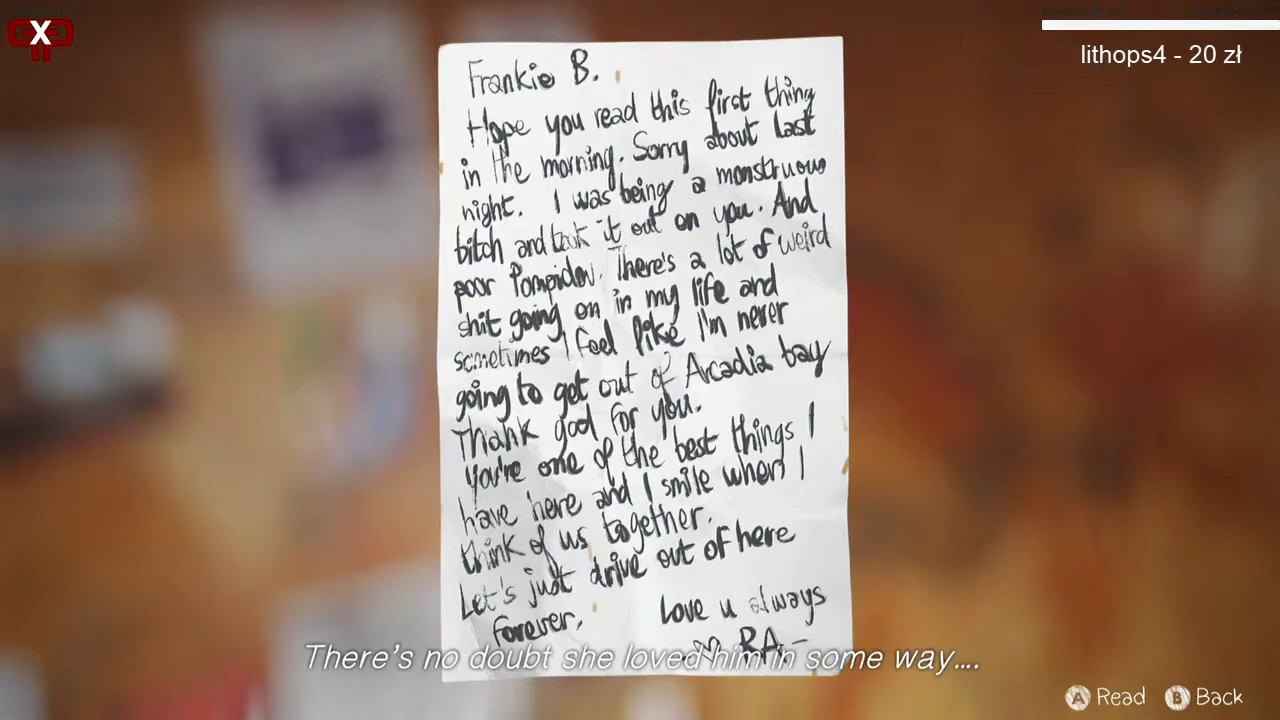 X
lithops4 - 20 zł
Frankie B.
Hope you read this first thing
in the morning. Sorry about last
night. I was being a monstruous
bitch and took it out on you. And
poor Pompidou. There's a lot of weird
shit going on in my life and
sometimes I feel like I'm never
going to get out of Arcadia bay
Thank god for you.
You're one of the best things I
have here and I smile when I
think of us together.
Let's just drive out of here
forever.
Love u always
RA-
There's no doubt she loved him in some way....
A Read B Back